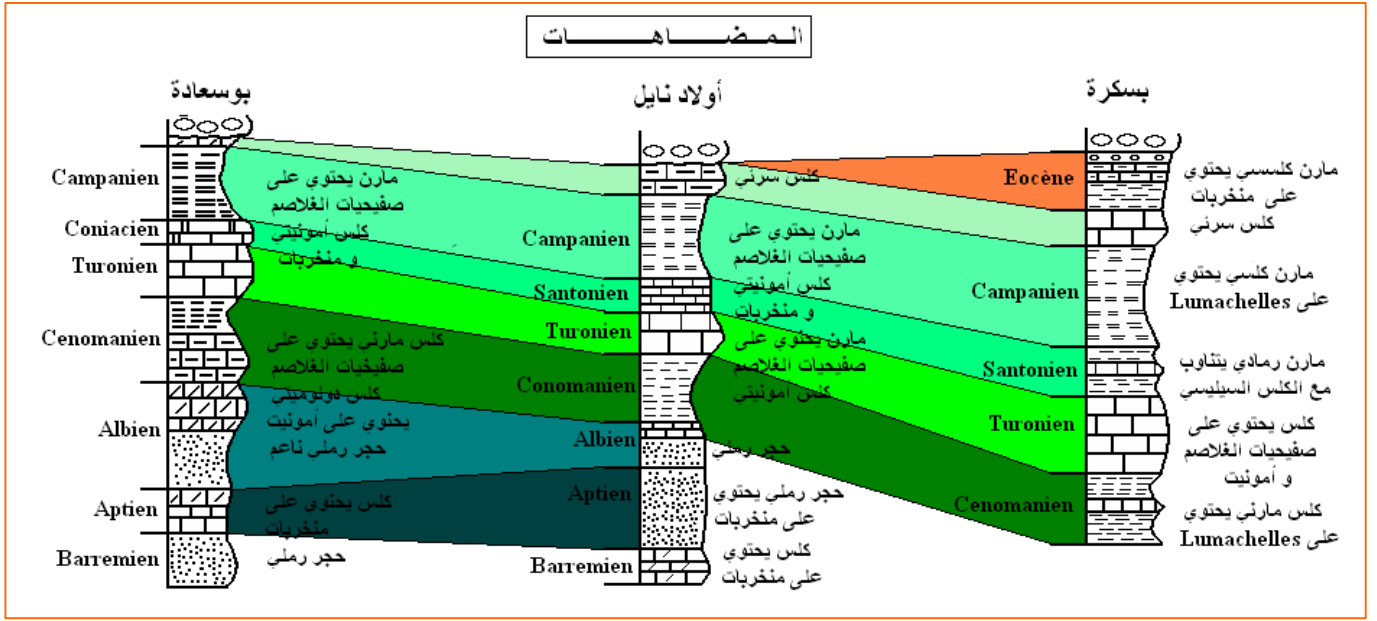 المضاهات
بوسعادة
Campanien
Coniacien
Turonien
Cenomanien
Albien
Aptien
Barremien
مارن يحتوي على
صفيحيات الغلاصم
كلس أمونيتي
و منخربات
كلس مارني يحتوي على
صفيحيات الغلاصم
كلس دولوميتي
يحتوي على أمونيت
حجر رملي ناعم
كلس يحتوي على
منخربات
حجر رملي
أولاد نايل
Campanien
Santonien
Turonien
Conomanien
Albien
Aptien
Barremien
كلس سرني
مارن يحتوي على
صفيحيات الغلاصم
كلس أمونيتي
و منخربات
مارن يحتوي على
صفيحيات الغلاصم
كلس أمونيتي
حجر رملي
حجر رملي يحتوي
على منخربات
كلس يحتوي
على منخربات
بسكرة
Eocène
Campanien
Santonien
Turonien
Cenomanien
مارن كلسسي يحتوي
على منخربات
كلس سرني
مارن كلسي يحتوي
على Lumachelles
مارن رمادي يتناوب
مع الكلس السيليسي
كلس يحتوي على
صفيحيات الغلاصم
و أمونيت
كلس مارني يحتوي
على Lumachelles